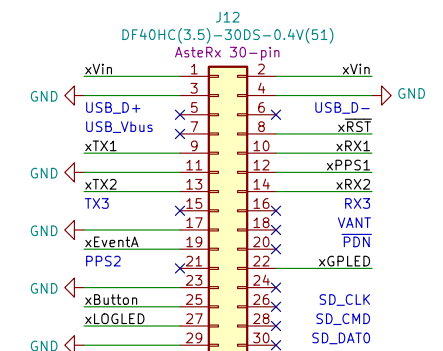 J12
DF40HC(3.5)-30DS-0.4V(51)
AsteRx 30-pin
xVin 1 2 xVin
GND 3 4 GND
USB_D+ 5 6 USB_D-
USB_Vbus 7 8 xRST
xTX1 9 10 xRX1
GND 11 12 xPPS1
xTX2 13 14 xRX2
TX3 15 16 RX3
GND 17 18 VANT
xEventA 19 20 PDN
PPS2 21 22 xGPLED
GND 23 24
xButton 25 26 SD_CLK
xLOGLED 27 28 SD_CMD
GND 29 30 SD_DAT0